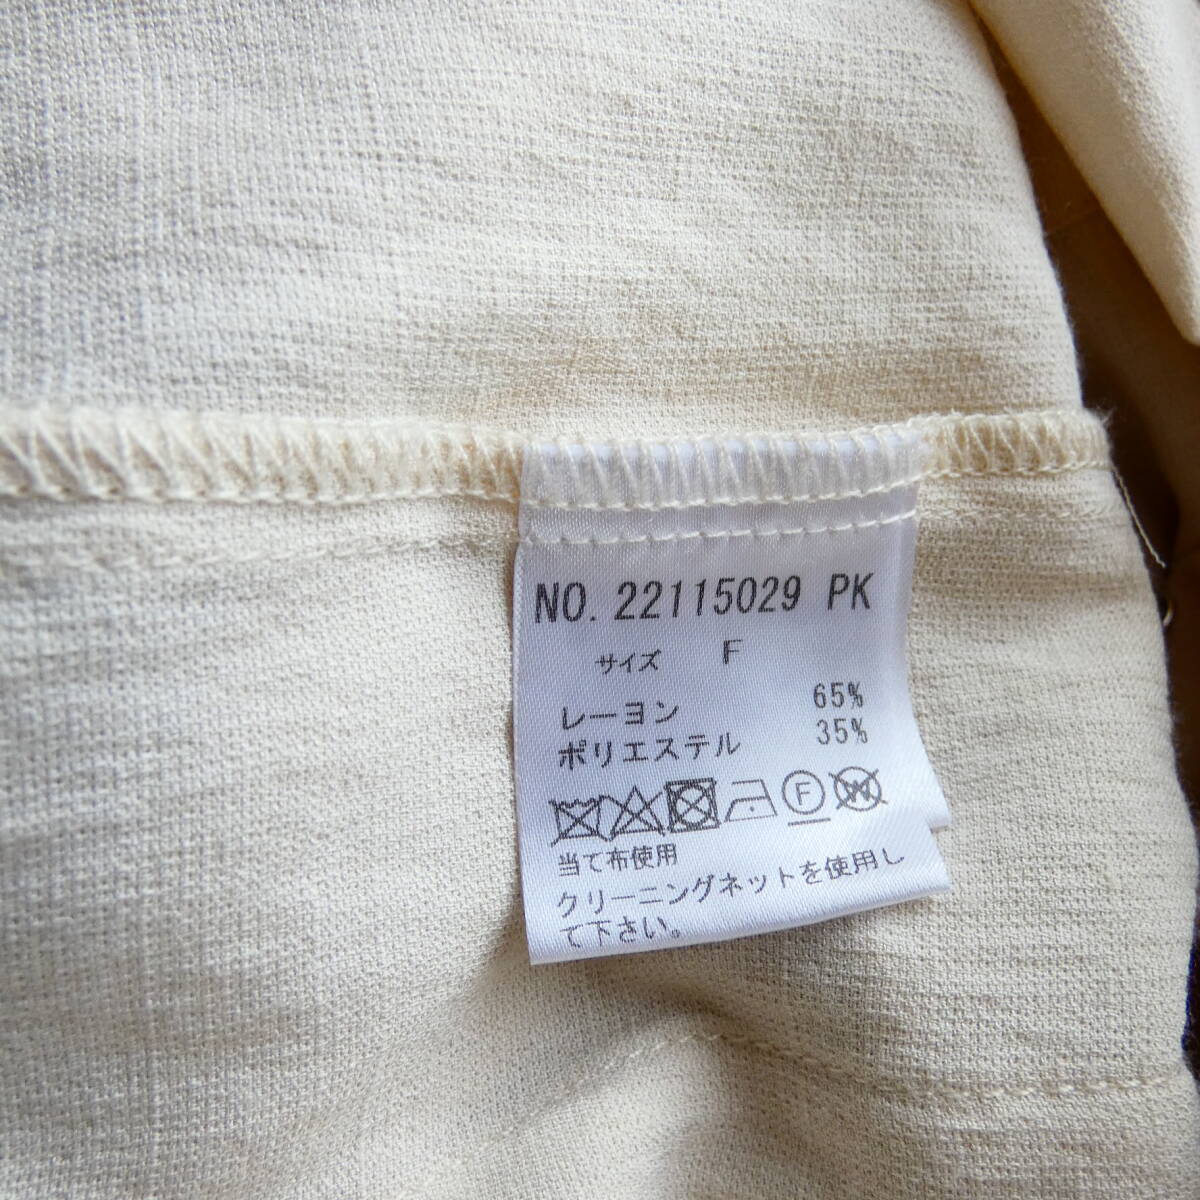 NO. 22115029 PK
サイズ F
レーヨン 65%
ポリエステル 35%
F W
当て布使用
クリーニングネットを使用し
て下さい。